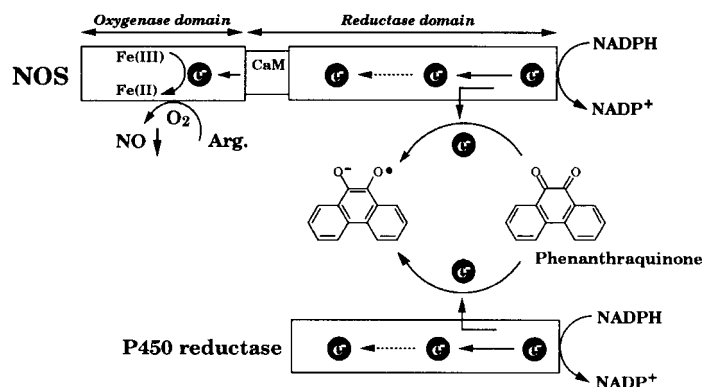 Oxygenase domain Reductase domain
NOS
Fe(III)
Fe(II)
e⁻
CaM
e⁻ e⁻ e⁻
NADPH
NADP⁺
O₂
NO Arg.
e⁻
O⁻ O•
O O
Phenanthraquinone
e⁻
P450 reductase
e⁻ e⁻ e⁻
NADPH
NADP⁺